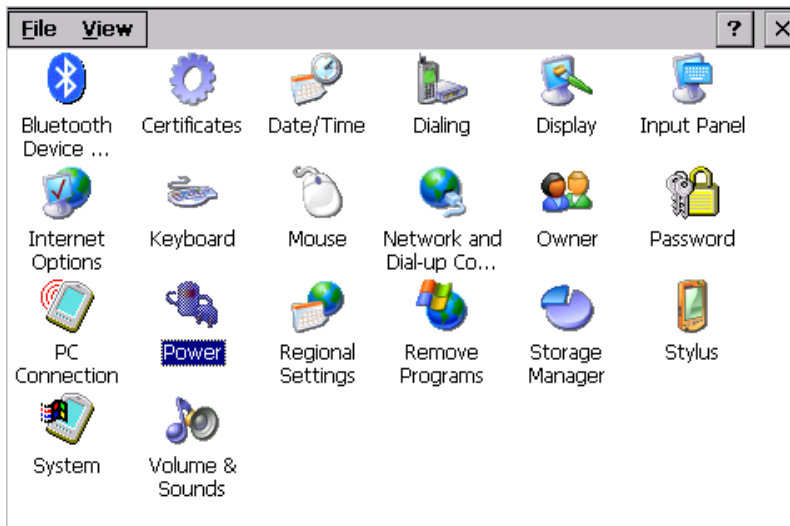 File View ? ×
Bluetooth Device ...
Certificates
Date/Time
Dialing
Display
Input Panel
Internet Options
Keyboard
Mouse
Network and Dial-up Co...
Owner
Password
PC Connection
Power
Regional Settings
Remove Programs
Storage Manager
Stylus
System
Volume & Sounds